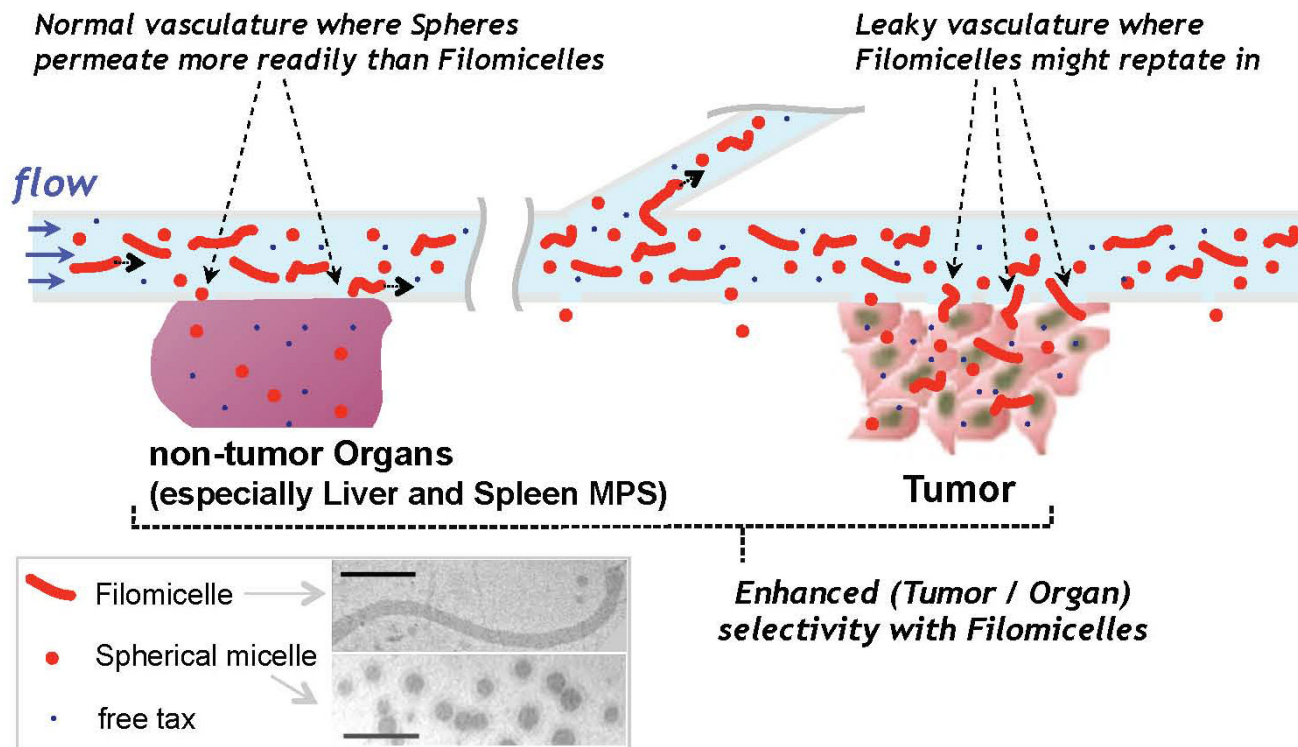 Normal vasculature where Spheres
permeate more readily than Filomicelles
Leaky vasculature where
Filomicelles might reptate in
flow
non-tumor Organs
(especially Liver and Spleen MPS)
Tumor
Enhanced (Tumor / Organ)
selectivity with Filomicelles
Filomicelle
Spherical micelle
free tax